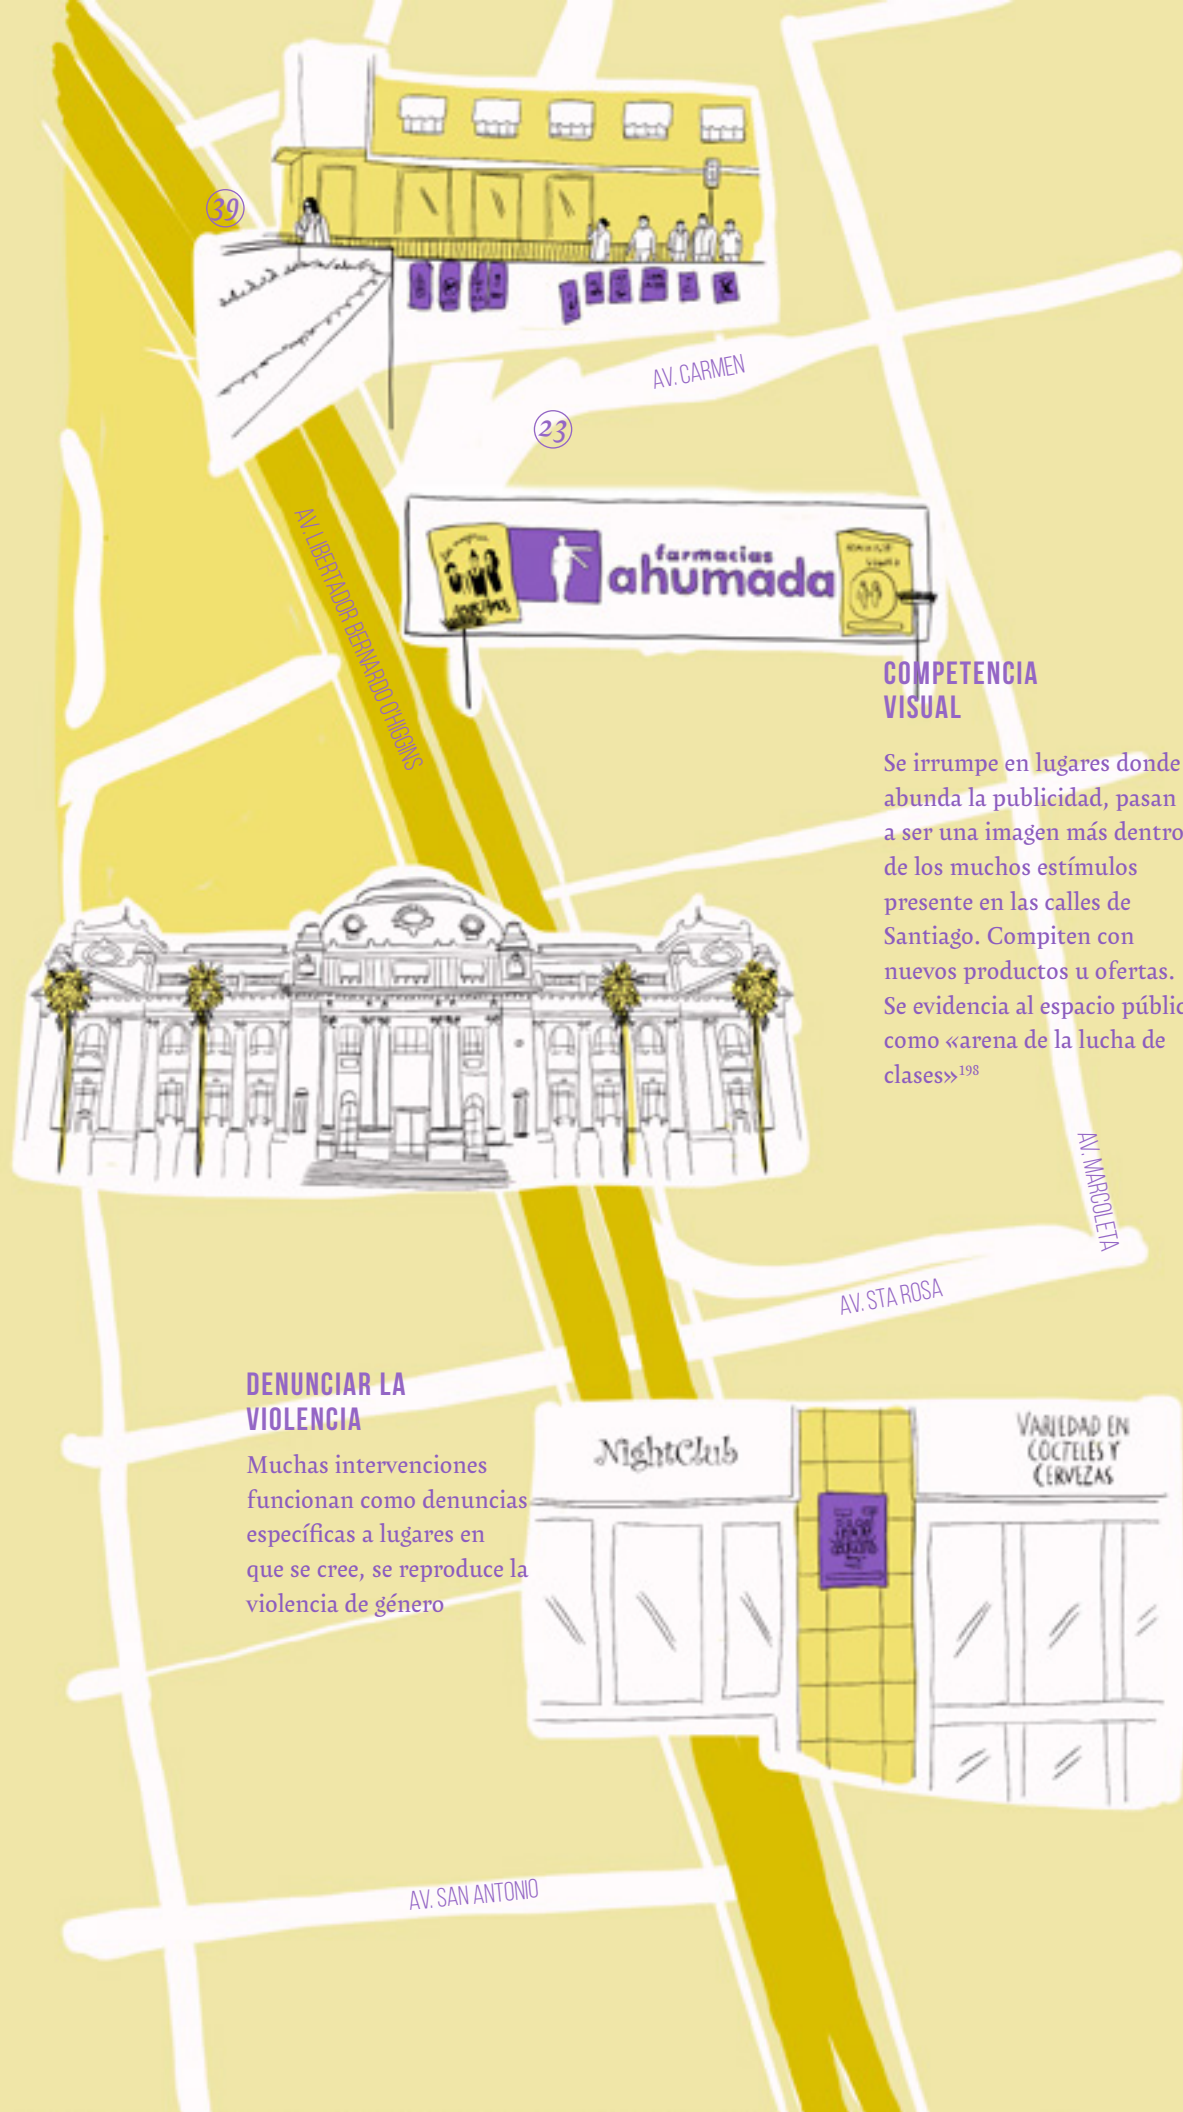 39
AV. CARMEN
23
AV. LIBERTADOR BERNARDO O'HIGGINS
farmacias
ahumada
COMPETENCIA
VISUAL
Se irrumpe en lugares donde
abunda la publicidad, pasan
a ser una imagen más dentro
de los muchos estímulos
presente en las calles de
Santiago. Compiten con
nuevos productos u ofertas.
Se evidencia al espacio públic
como «arena de la lucha de
clases»198
AV. MARCOLETA
AV. STA ROSA
DENUNCIAR LA
VIOLENCIA
Muchas intervenciones
funcionan como denuncias
específicas a lugares en
que se cree, se reproduce la
violencia de género
NightClub
VARIEDAD EN
COCTELES Y
CERVEZAS
AV. SAN ANTONIO